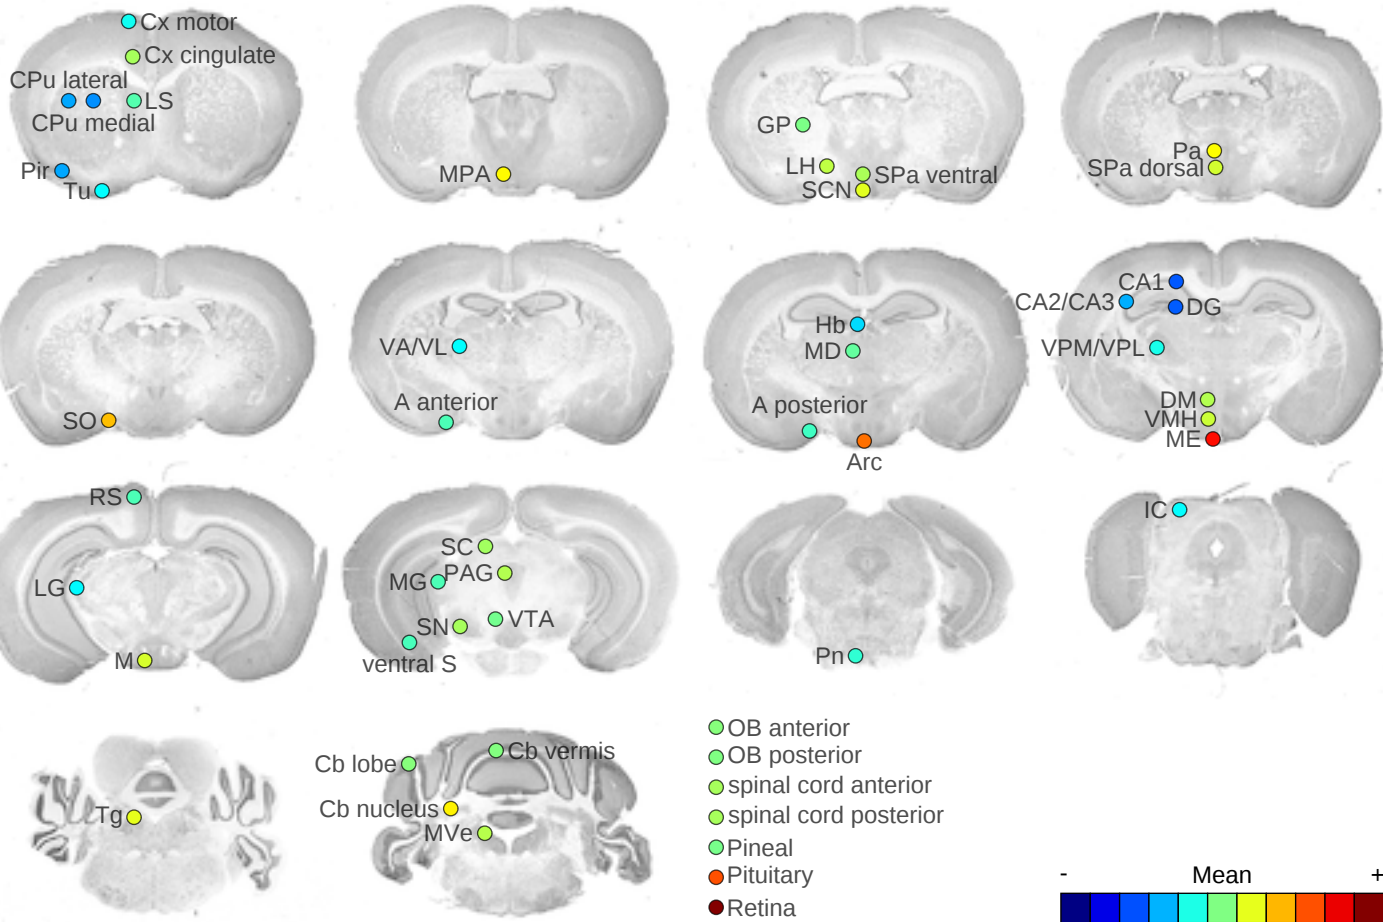 Cx motor
Cx cingulate
CPu lateral
LS
CPu medial
Pir
Tu
MPA
GP
LH
SPa ventral
SCN
Pa
SPa dorsal
SO
VA/VL
A anterior
Hb
MD
A posterior
Arc
CA1
CA2/CA3
DG
VPM/VPL
DM
VMH
ME
RS
LG
M
SC
MG
PAG
SN
VTA
ventral S
Pn
IC
Tg
Cb lobe
Cb vermis
Cb nucleus
MVe
OB anterior
OB posterior
spinal cord anterior
spinal cord posterior
Pineal
Pituitary
Retina
- Mean +